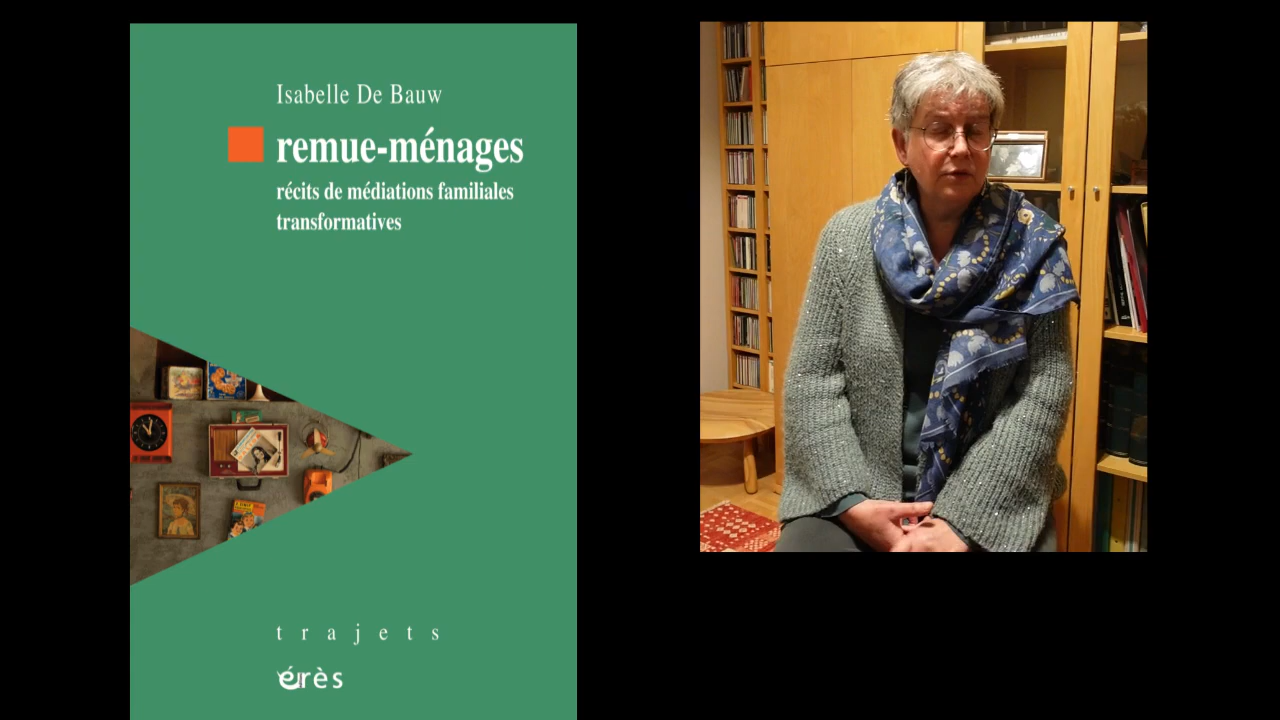 Isabelle De Bauw
remue-ménages
récits de médiations familiales
transformatives
trajets
érès